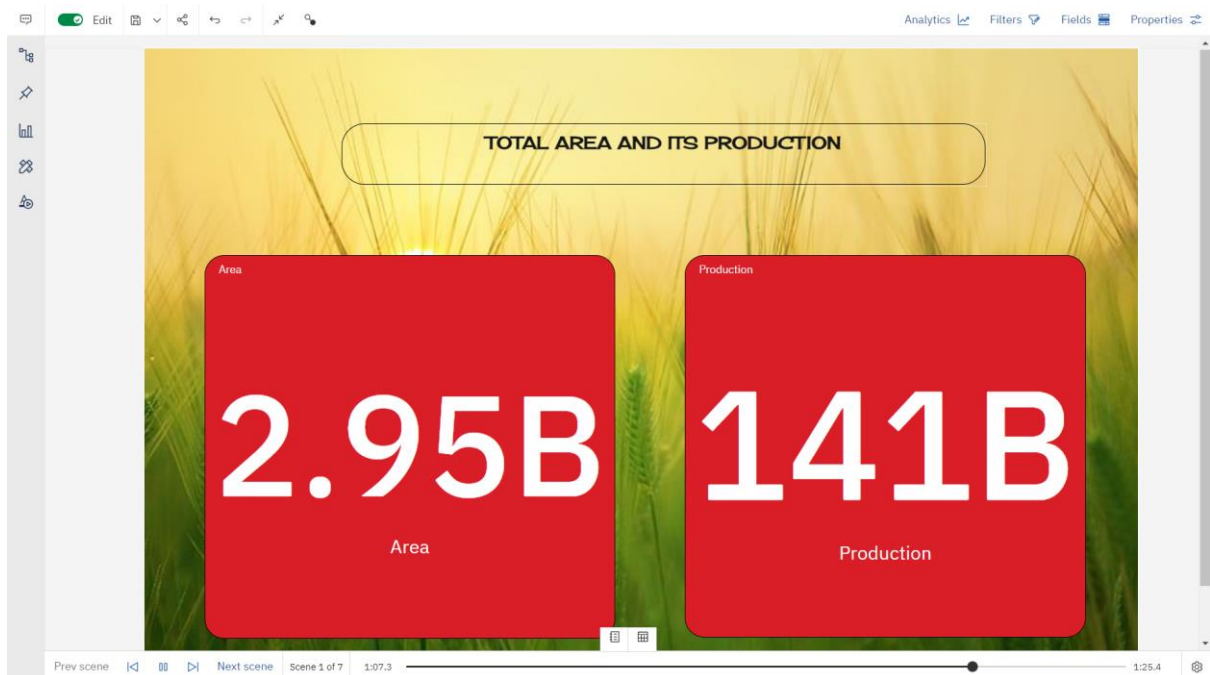 Edit
Analytics Filters Fields Properties
TOTAL AREA AND ITS PRODUCTION
Area
Production
2.95B
141B
Area
Production
Prev scene Next scene Scene 1 of 7 1:07.3 1:25.4